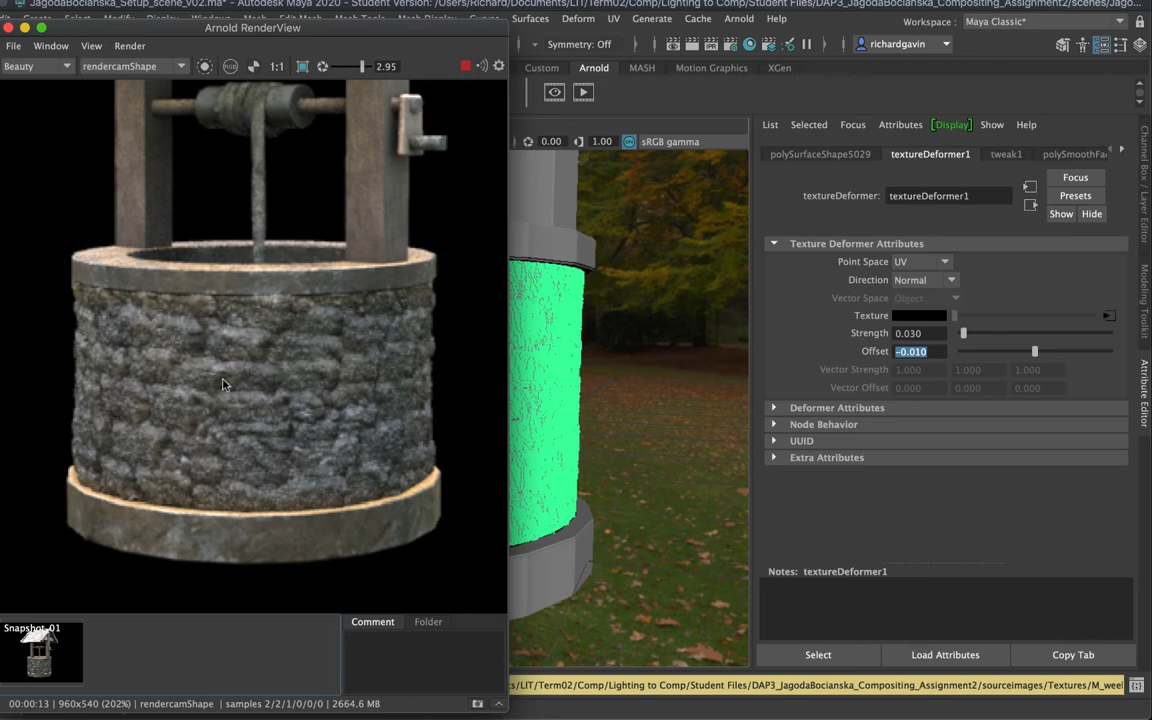 JagodaBocianska_Setup_scene_v02.ma* - Autodesk Maya 2020 - Student Version: /Users/Richard/Documents/LIT/Term02/Comp/Lighting to Comp/Student Files/DAP3_JagodaBocianska_Compositing_Assignment2/scenes/Jago...
Arnold RenderView
Surfaces Deform UV Generate Cache Arnold Help
Workspace : Maya Classic*
File Window View Render
Symmetry: Off
richardgavin
Beauty rendercamShape RGB 1:1 2.95
Custom Arnold MASH Motion Graphics XGen
List Selected Focus Attributes [Display] Show Help
0.00 1.00 sRGB gamma
polySurfaceShape5029 textureDeformer1 tweak1 polySmoothFa
Focus
textureDeformer: textureDeformer1 Presets
Show Hide
Texture Deformer Attributes
Point Space UV
Direction Normal
Vector Space Object...
Texture
Strength 0.030
Offset -0.010
Vector Strength 1.000 1.000 1.000
Vector Offset 0.000 0.000 0.000
Deformer Attributes
Node Behavior
UUID
Extra Attributes
Channel Box / Layer Editor
Modeling Toolkit
Attribute Editor
Notes: textureDeformer1
Snapshot_01
Comment Folder
Select Load Attributes Copy Tab
s/LIT/Term02/Comp/Lighting to Comp/Student Files/DAP3_JagodaBocianska_Compositing_Assignment2/sourceimages/Textures/M_weel
00:00:13 | 960x540 (202%) | rendercamShape | samples 2/2/1/0/0/0 | 2664.6 MB